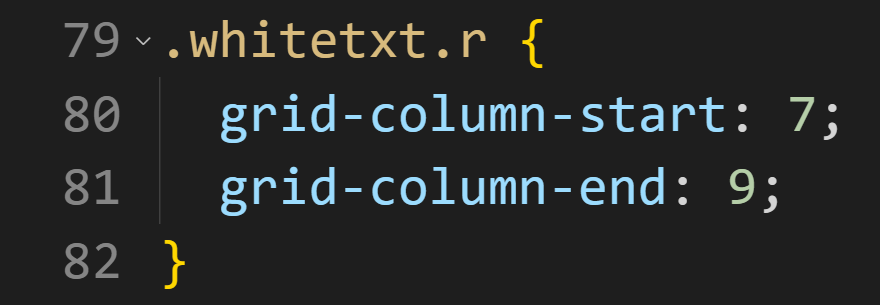 79 .whitetxt.r {
80 grid-column-start: 7;
81 grid-column-end: 9;
82 }